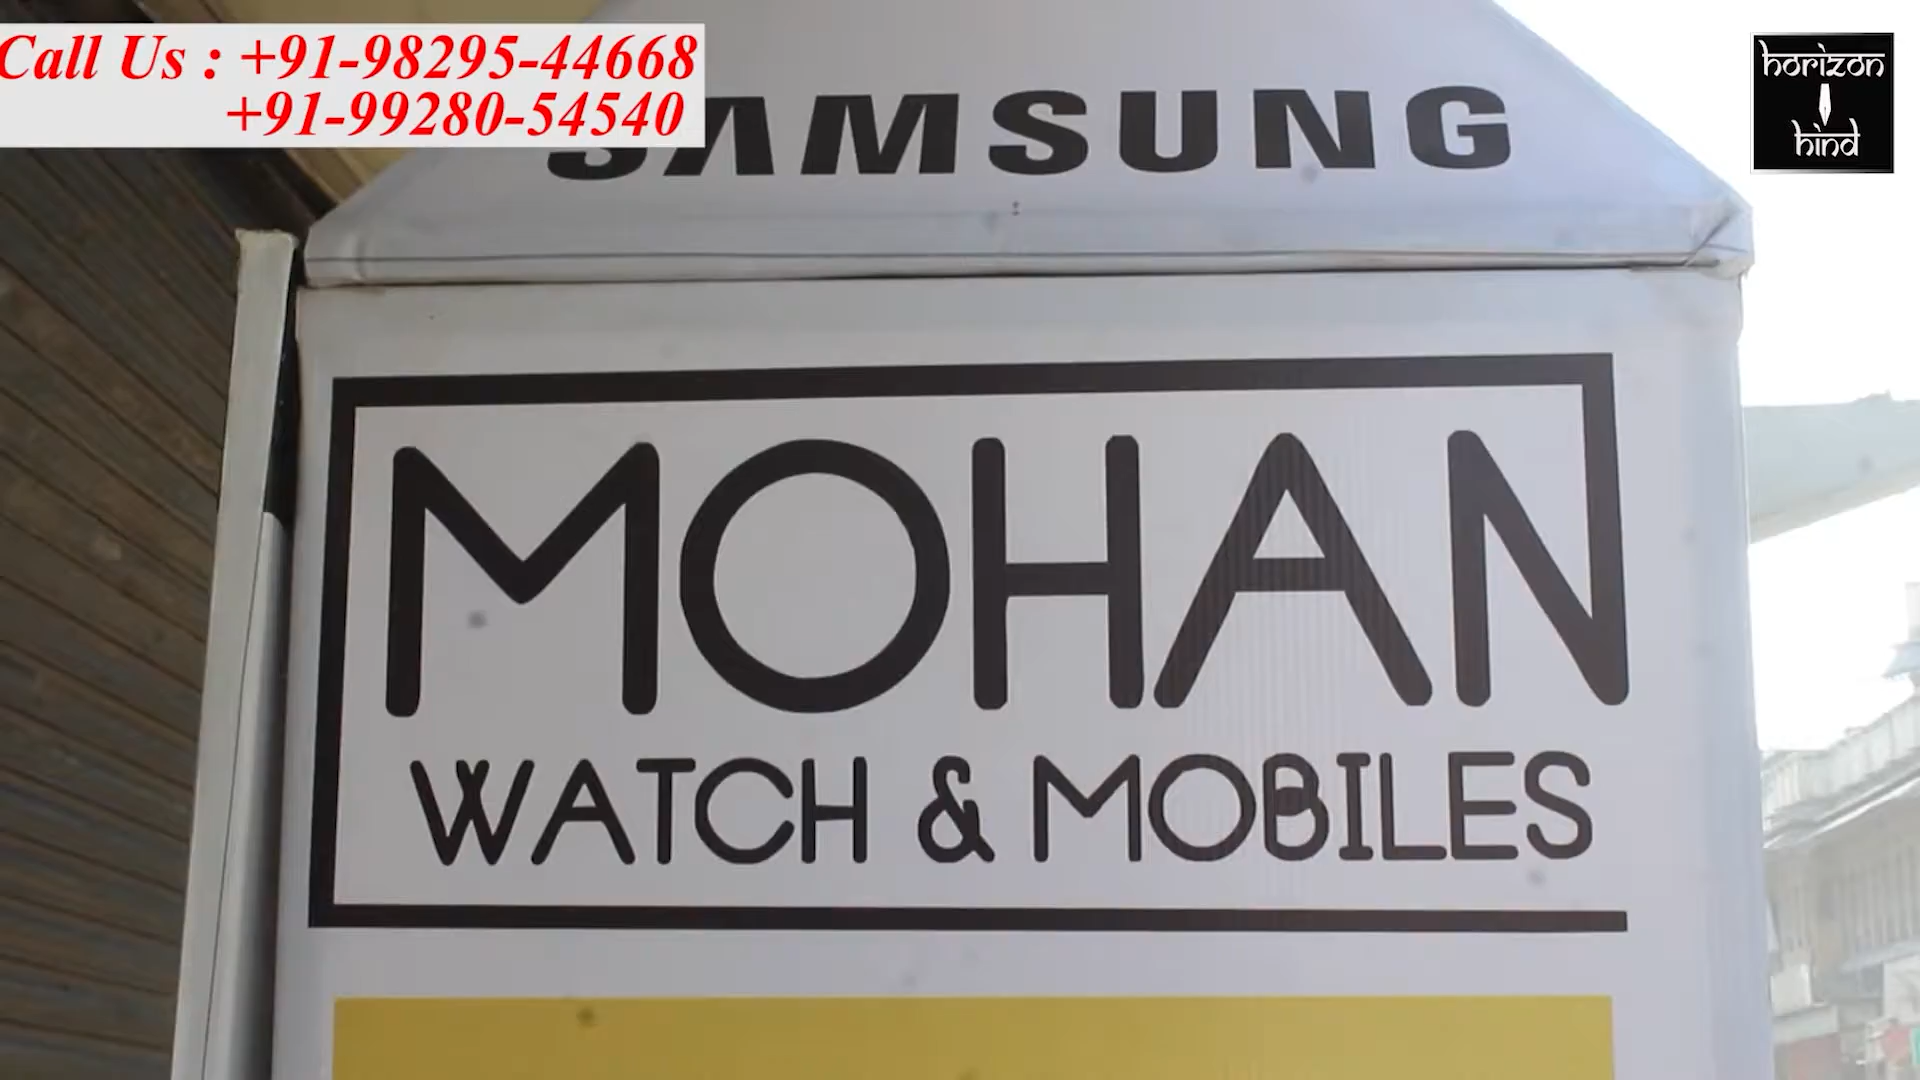 Call Us : +91-98295-44668
+91-99280-54540
horizon
hind
SAMSUNG
MOHAN
WATCH & MOBILES